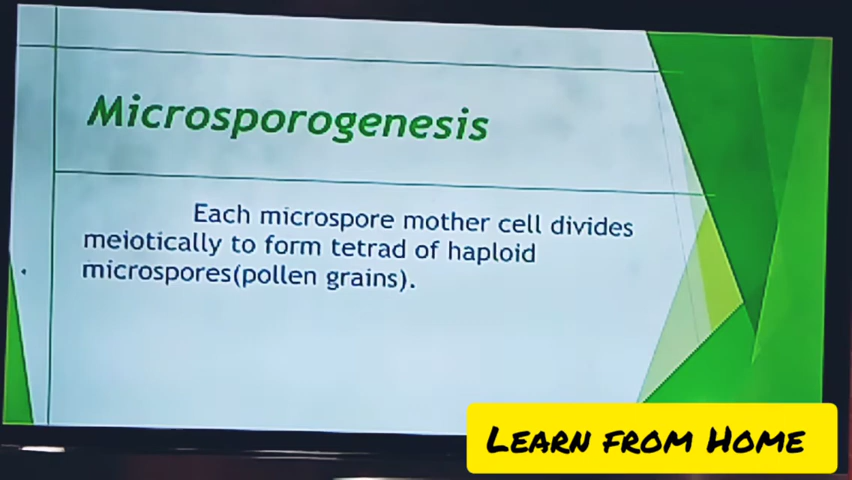 Microsporogenesis
Each microspore mother cell divides
meiotically to form tetrad of haploid
microspores(pollen grains).
LEARN FROM HOME